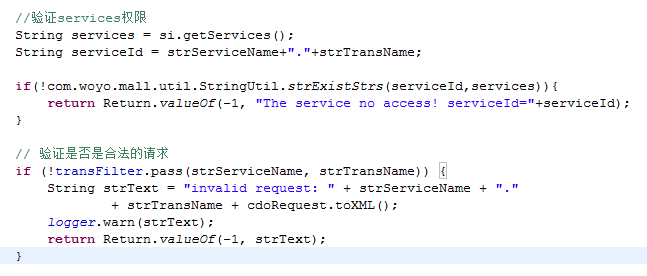 //验证services权限
String services = si.getServices();
String serviceId = strServiceName+"."+strTransName;
if(!com.woyo.mall.util.StringUtil.strExistStrs(serviceId,services)){
return Return.valueOf(-1, "The service no access! serviceId="+serviceId);
}
// 验证是否是合法的请求
if (!transFilter.pass(strServiceName, strTransName)) {
String strText = "invalid request: " + strServiceName + "."
+ strTransName + cdoRequest.toXML();
logger.warn(strText);
return Return.valueOf(-1, strText);
}